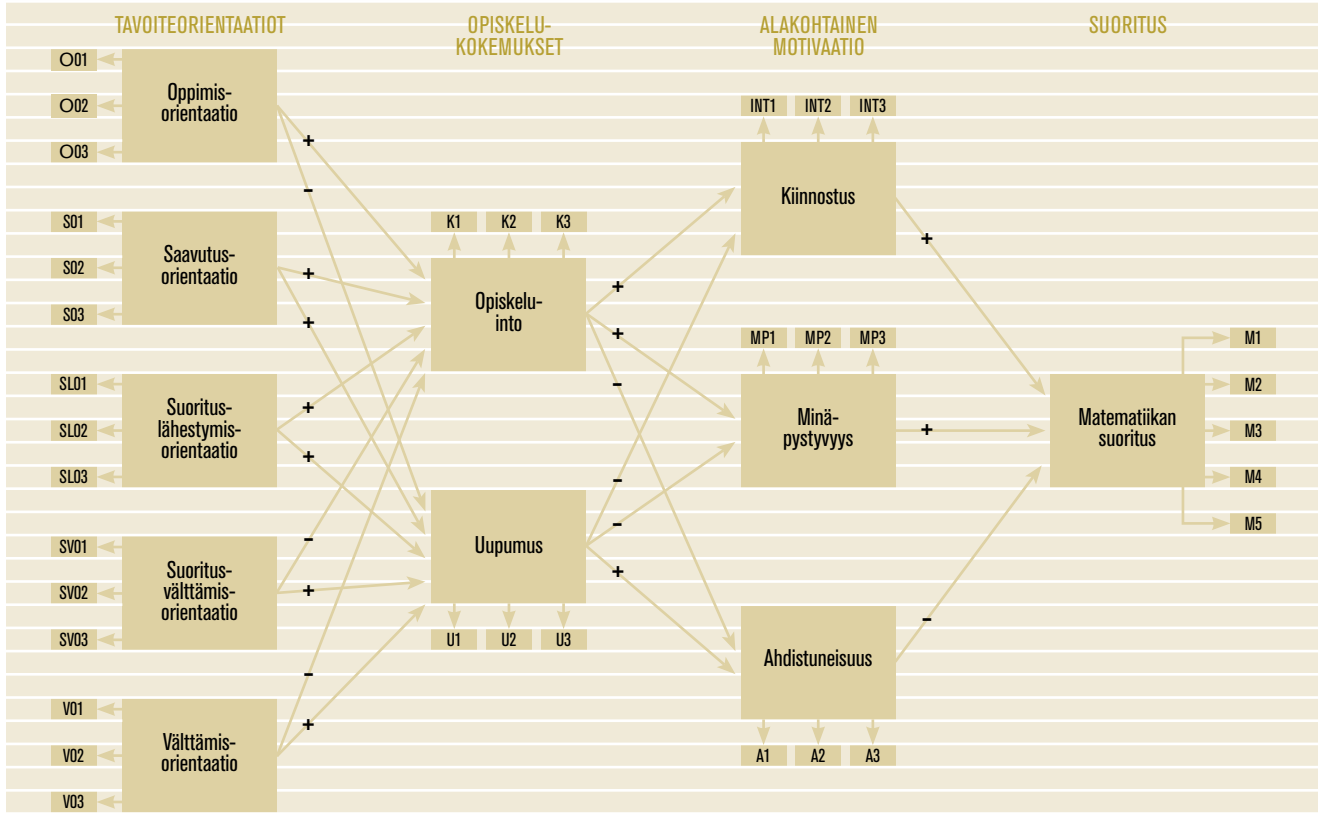 TAVOITEORIENTAATIOT
OPISKELU-
KOKEMUKSET
ALAKOHTAINEN
MOTIVAATIO
SUORITUS
OO1
OO2
OO3
Oppimis-
orientaatio
+
-
SO1
SO2
SO3
Saavutus-
orientaatio
+
+
SLO1
SLO2
SLO3
Suoritus-
lähestymis-
orientaatio
+
+
SVO1
SVO2
SVO3
Suoritus-
välttämis-
orientaatio
-
+
VO1
VO2
VO3
Välttämis-
orientaatio
-
+
K1 K2 K3
Opiskelu-
into
+
+
-
Uupumus
U1 U2 U3
-
-
+
INT1 INT2 INT3
Kiinnostus
+
MP1 MP2 MP3
Minä-
pystyvyys
+
Ahdistuneisuus
A1 A2 A3
-
Matematiikan
suoritus
M1
M2
M3
M4
M5